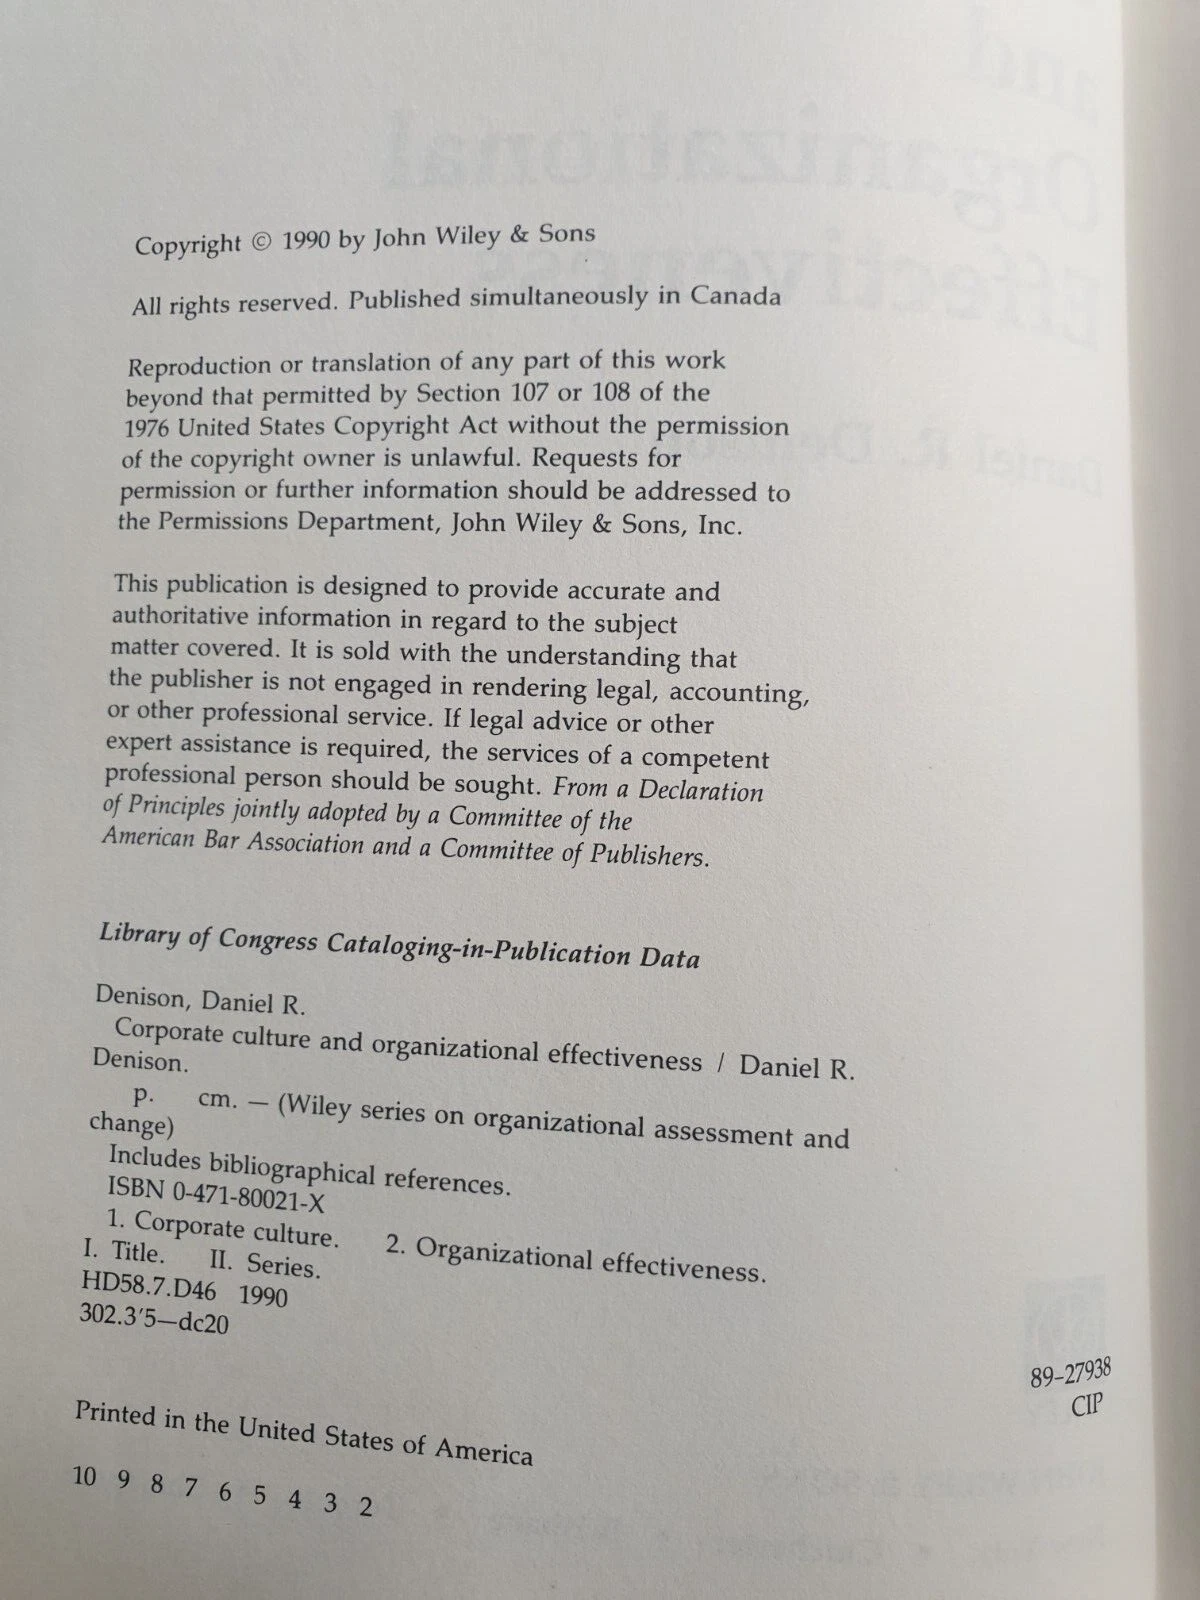 Copyright © 1990 by John Wiley & Sons
All rights reserved. Published simultaneously in Canada
Reproduction or translation of any part of this work
beyond that permitted by Section 107 or 108 of the
1976 United States Copyright Act without the permission
of the copyright owner is unlawful. Requests for
permission or further information should be addressed to
the Permissions Department, John Wiley & Sons, Inc.
This publication is designed to provide accurate and
authoritative information in regard to the subject
matter covered. It is sold with the understanding that
the publisher is not engaged in rendering legal, accounting,
or other professional service. If legal advice or other
expert assistance is required, the services of a competent
professional person should be sought. From a Declaration
of Principles jointly adopted by a Committee of the
American Bar Association and a Committee of Publishers.
Library of Congress Cataloging-in-Publication Data
Denison, Daniel R.
Corporate culture and organizational effectiveness / Daniel R.
Denison.
p. cm. — (Wiley series on organizational assessment and
change)
Includes bibliographical references.
ISBN 0-471-80021-X
1. Corporate culture. 2. Organizational effectiveness.
I. Title. II. Series.
HD58.7.D46 1990
302.3'5—dc20
89-27938
CIP
Printed in the United States of America
10 9 8 7 6 5 4 3 2